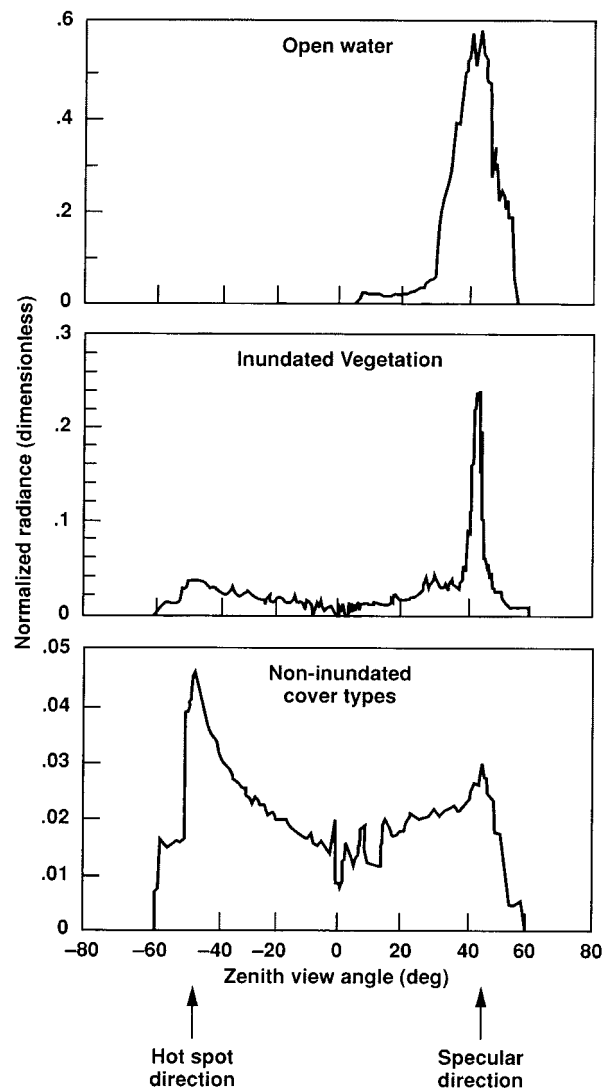 Normalized radiance (dimensionless)
.6
.4
.2
0
Open water
.3
.2
.1
0
Inundated Vegetation
.05
.04
.03
.02
.01
0
Non-inundated
cover types
–80 –60 –40 –20 0 20 40 60 80
Zenith view angle (deg)
Hot spot
direction
Specular
direction